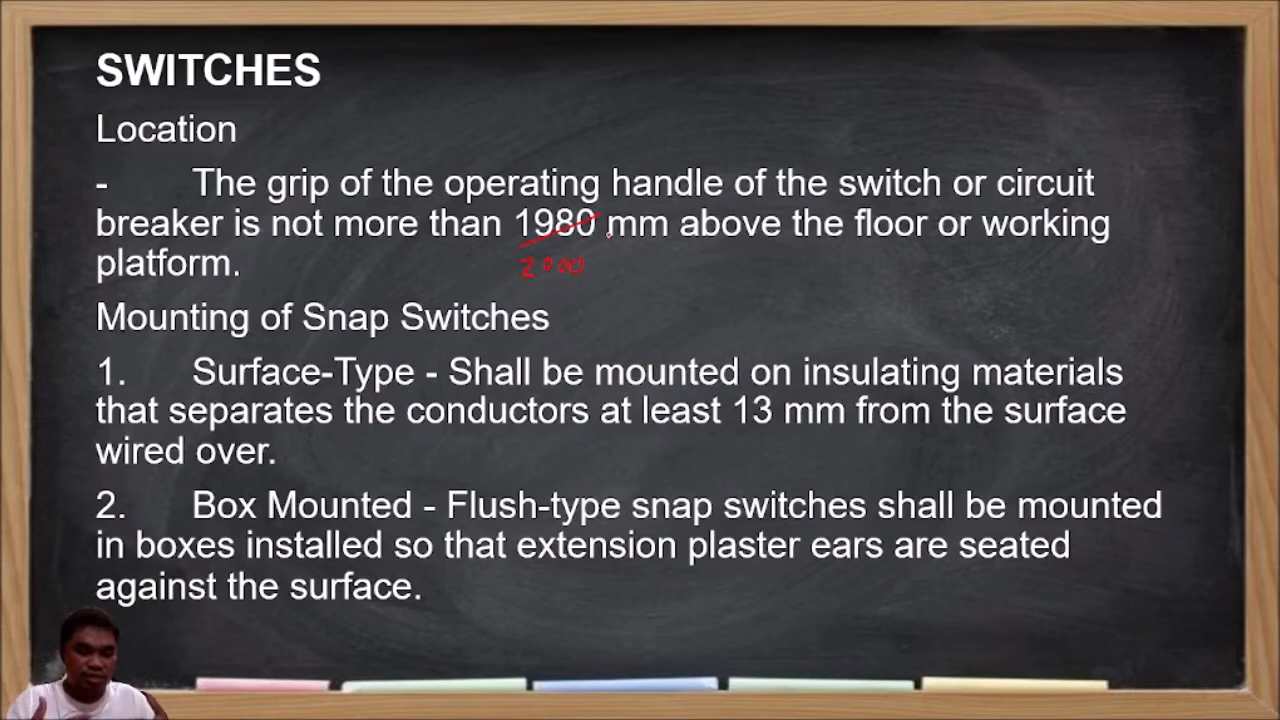 SWITCHES
Location
- The grip of the operating handle of the switch or circuit
breaker is not more than 1980 mm above the floor or working
platform.
2000
Mounting of Snap Switches
1. Surface-Type - Shall be mounted on insulating materials
that separates the conductors at least 13 mm from the surface
wired over.
2. Box Mounted - Flush-type snap switches shall be mounted
in boxes installed so that extension plaster ears are seated
against the surface.